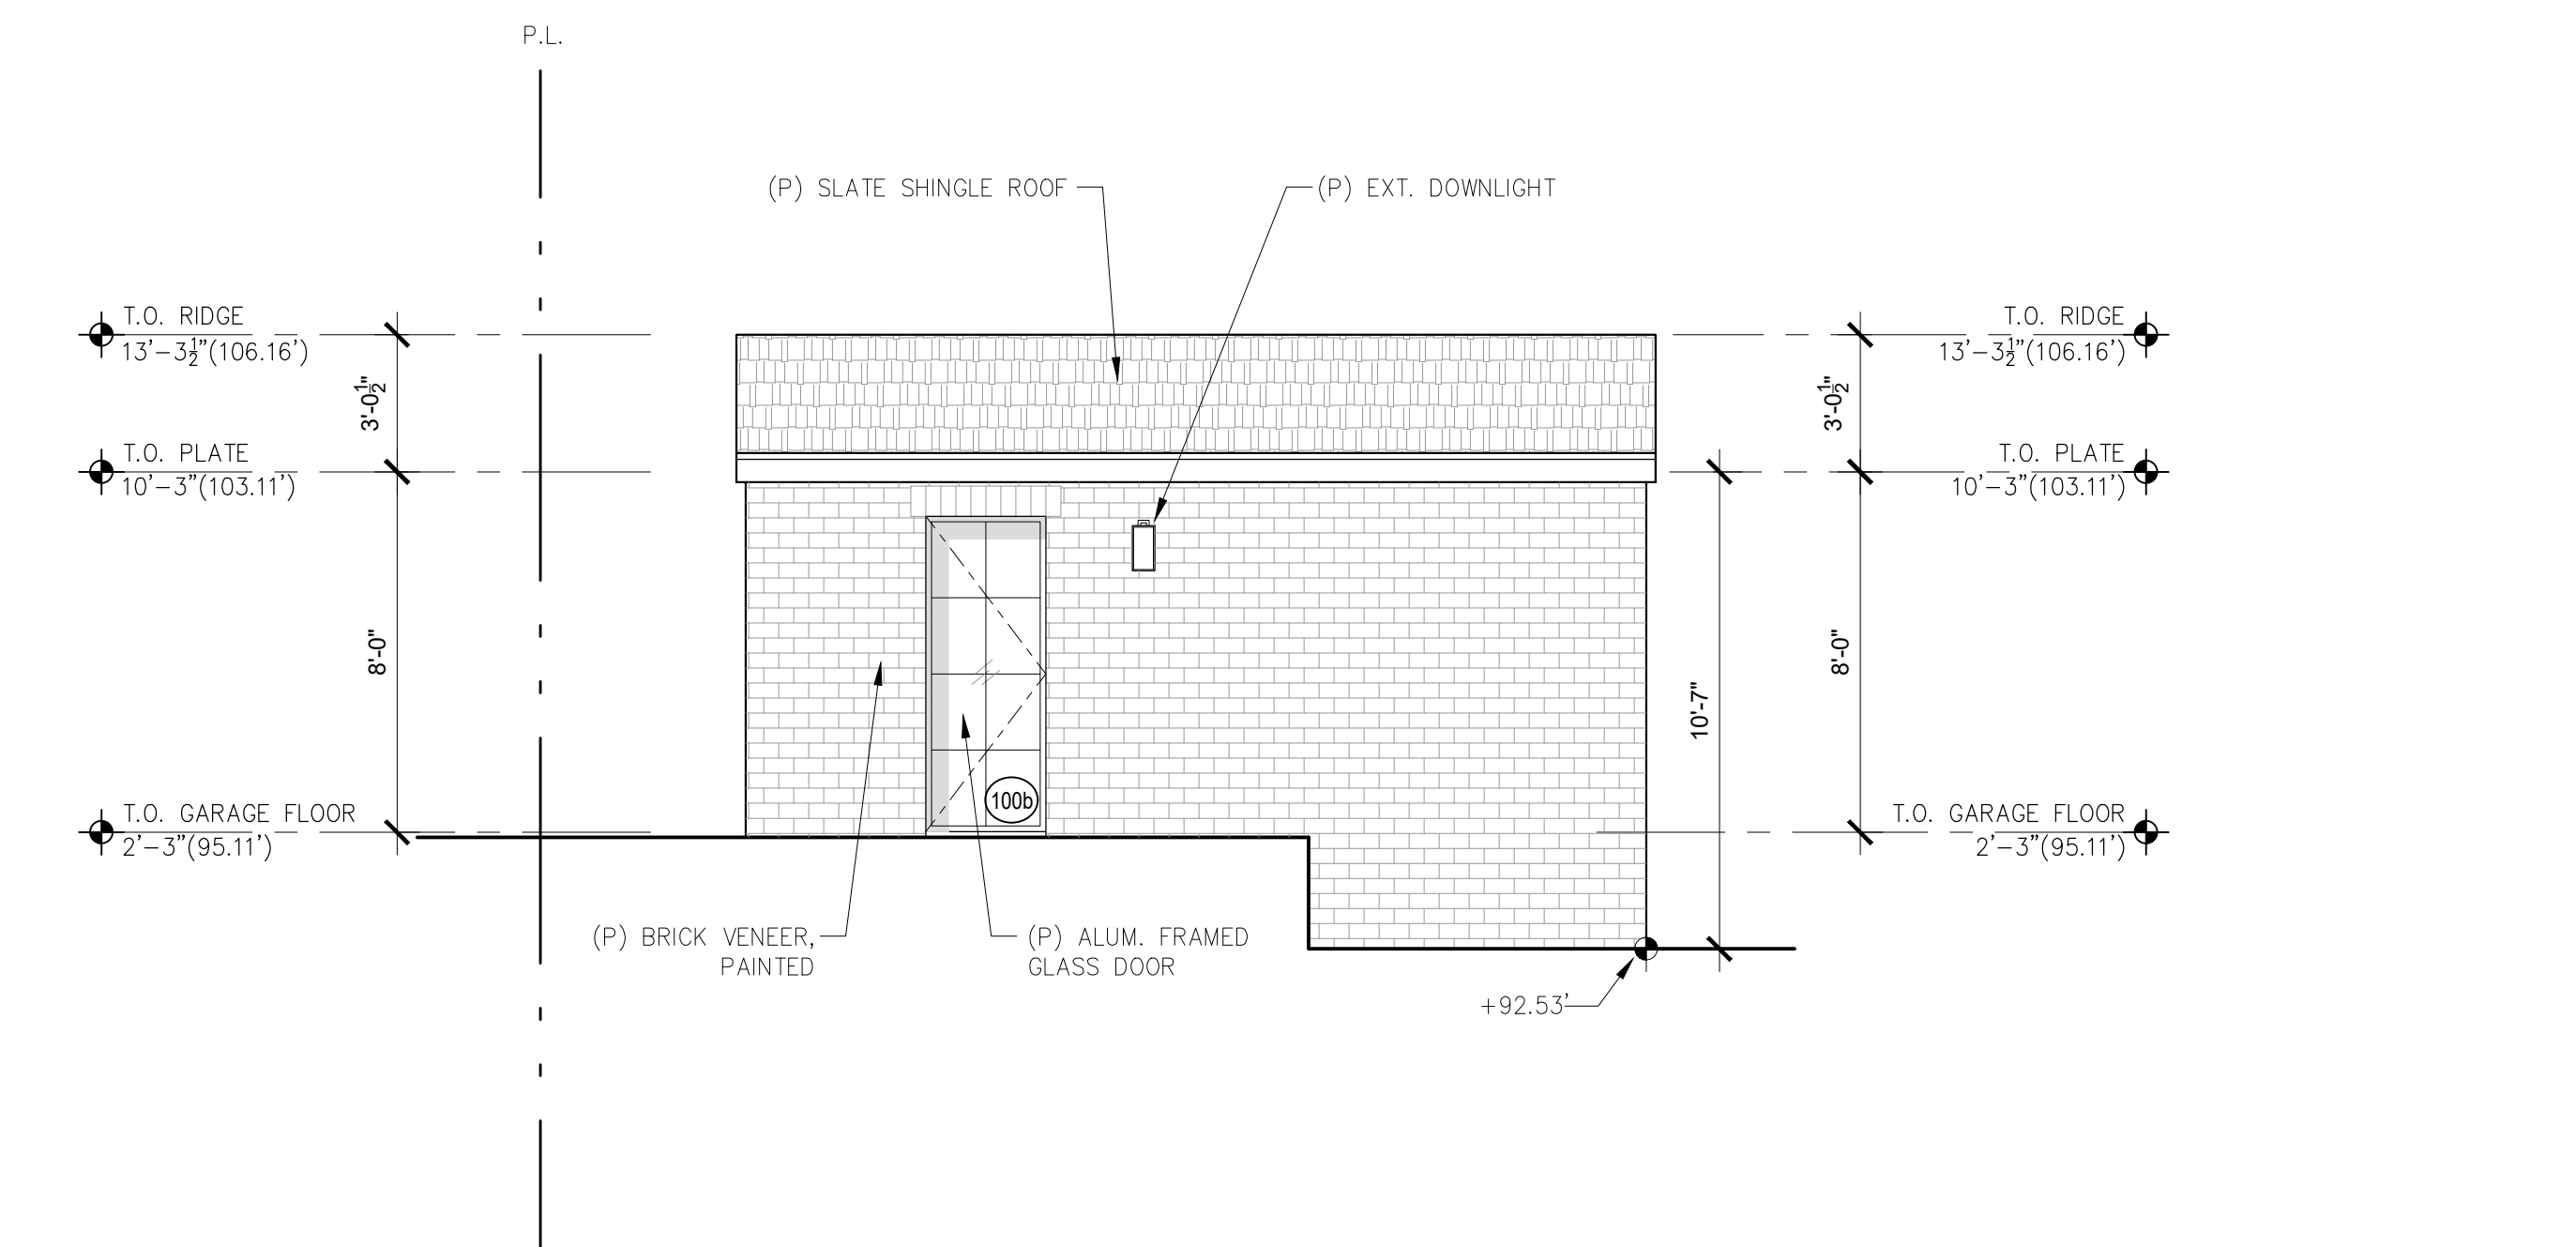 P.L.
(P) SLATE SHINGLE ROOF
(P) EXT. DOWNLIGHT
T.O. RIDGE
13'-3½"(106.16')
3'-0½"
T.O. PLATE
10'-3"(103.11')
8'-0"
T.O. GARAGE FLOOR
2'-3"(95.11')
100b
(P) BRICK VENEER,
PAINTED
(P) ALUM. FRAMED
GLASS DOOR
T.O. RIDGE
13'-3½"(106.16')
3'-0½"
T.O. PLATE
10'-3"(103.11')
10'-7"
8'-0"
T.O. GARAGE FLOOR
2'-3"(95.11')
+92.53'